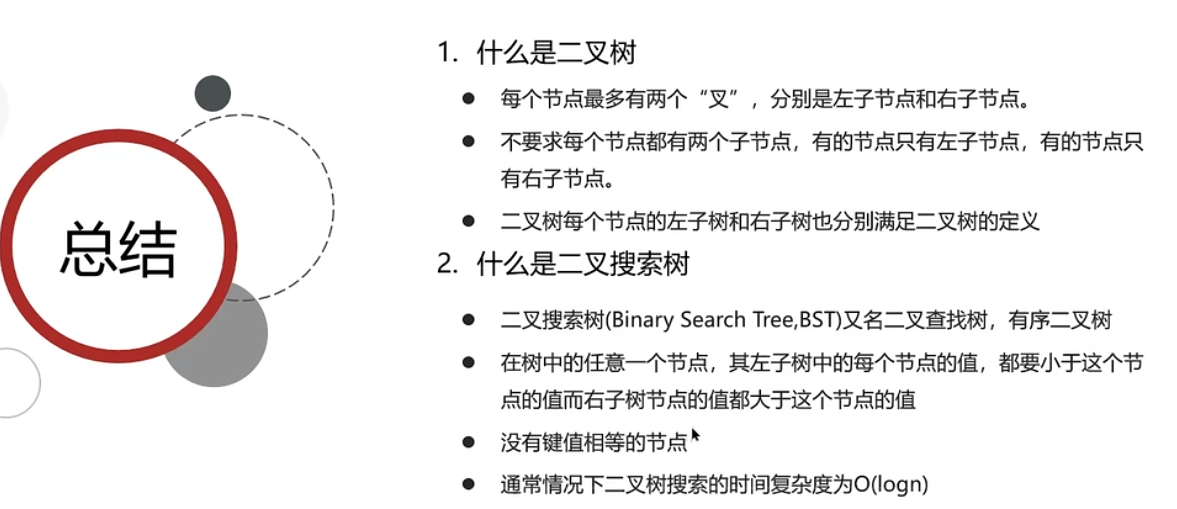 总结
1. 什么是二叉树
● 每个节点最多有两个“叉”，分别是左子节点和右子节点。
● 不要求每个节点都有两个子节点，有的节点只有左子节点，有的节点只
有右子节点。
● 二叉树每个节点的左子树和右子树也分别满足二叉树的定义
2. 什么是二叉搜索树
● 二叉搜索树(Binary Search Tree,BST)又名二叉查找树，有序二叉树
● 在树中的任意一个节点，其左子树中的每个节点的值，都要小于这个节
点的值而右子树节点的值都大于这个节点的值
● 没有键值相等的节点
● 通常情况下二叉树搜索的时间复杂度为O(logn)